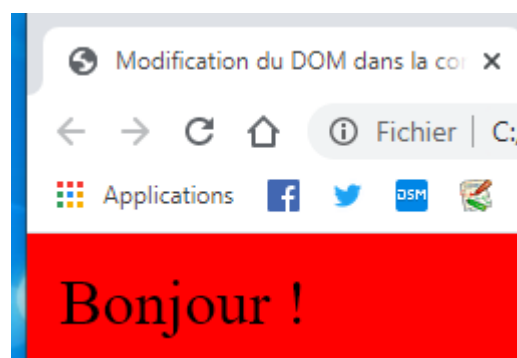 Modification du DOM dans la co
Fichier | C:
Applications f DSM
Bonjour !